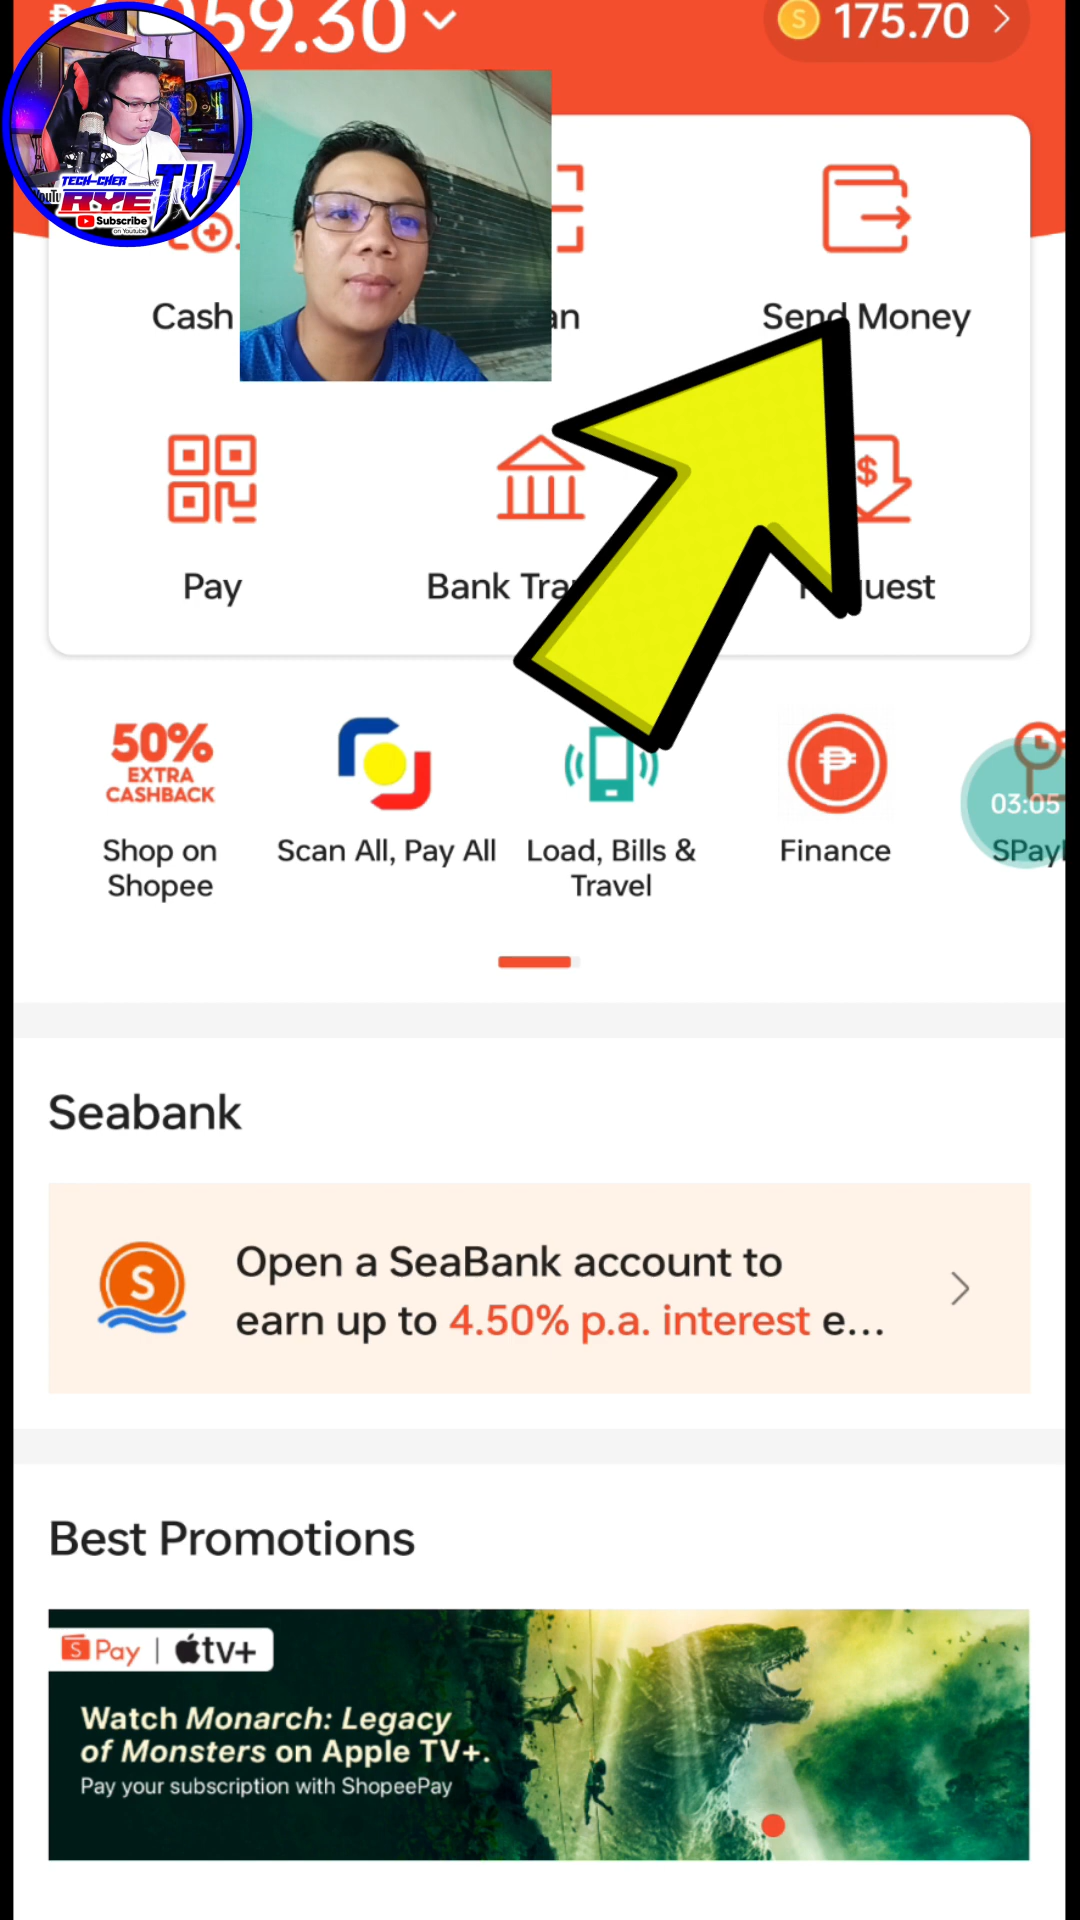 59.30
175.70
TECH-CHER
RYE TV
Subscribe
on Youtube
Cash
Send Money
Pay
Bank
50%
EXTRA
CASHBACK
03:05
Shop on
Shopee
Scan All, Pay All
Load, Bills &
Travel
Finance
Seabank
Open a SeaBank account to
earn up to 4.50% p.a. interest e...
Best Promotions
S Pay | tv+
Watch Monarch: Legacy
of Monsters on Apple TV+.
Pay your subscription with ShopeePay